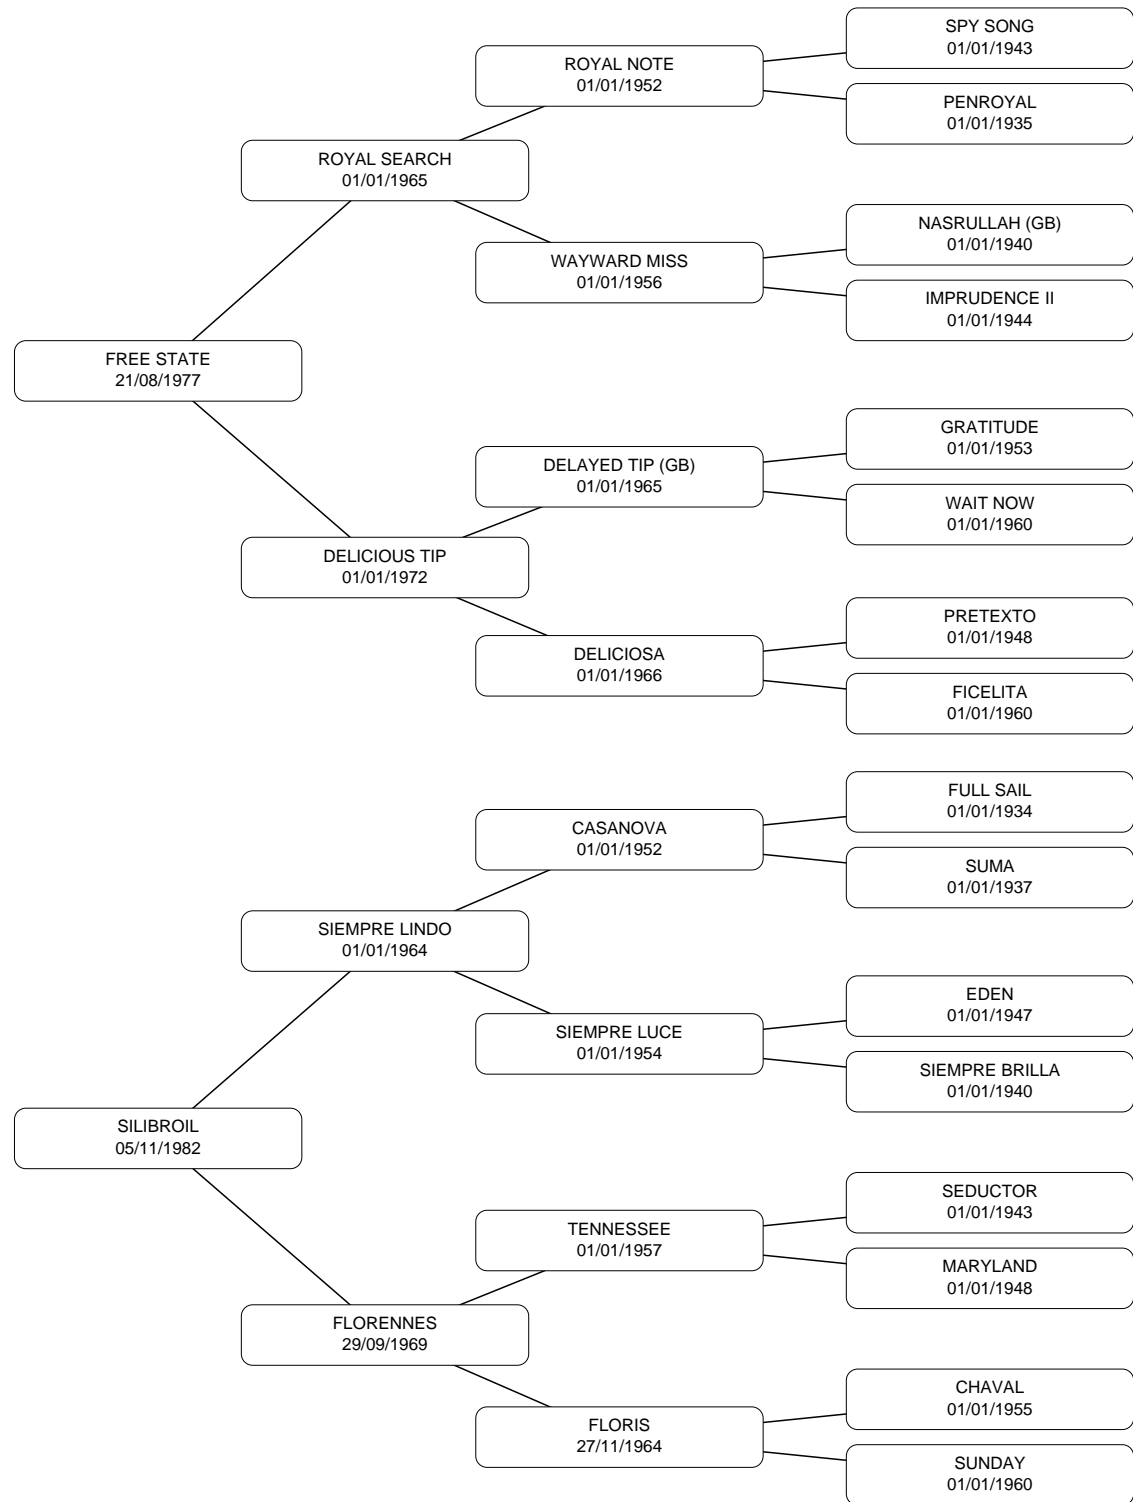 SPY SONG
01/01/1943
ROYAL NOTE
01/01/1952
PENROYAL
01/01/1935
ROYAL SEARCH
01/01/1965
NASRULLAH (GB)
01/01/1940
WAYWARD MISS
01/01/1956
IMPRUDENCE II
01/01/1944
FREE STATE
21/08/1977
GRATITUDE
01/01/1953
DELAYED TIP (GB)
01/01/1965
WAIT NOW
01/01/1960
DELICIOUS TIP
01/01/1972
PRETEXTO
01/01/1948
DELICIOSA
01/01/1966
FICELITA
01/01/1960
FULL SAIL
01/01/1934
CASANOVA
01/01/1952
SUMA
01/01/1937
SIEMPRE LINDO
01/01/1964
EDEN
01/01/1947
SIEMPRE LUCE
01/01/1954
SIEMPRE BRILLA
01/01/1940
SILIBROIL
05/11/1982
SEDUCTOR
01/01/1943
TENNESSEE
01/01/1957
MARYLAND
01/01/1948
FLORENNES
29/09/1969
CHAVAL
01/01/1955
FLORIS
27/11/1964
SUNDAY
01/01/1960